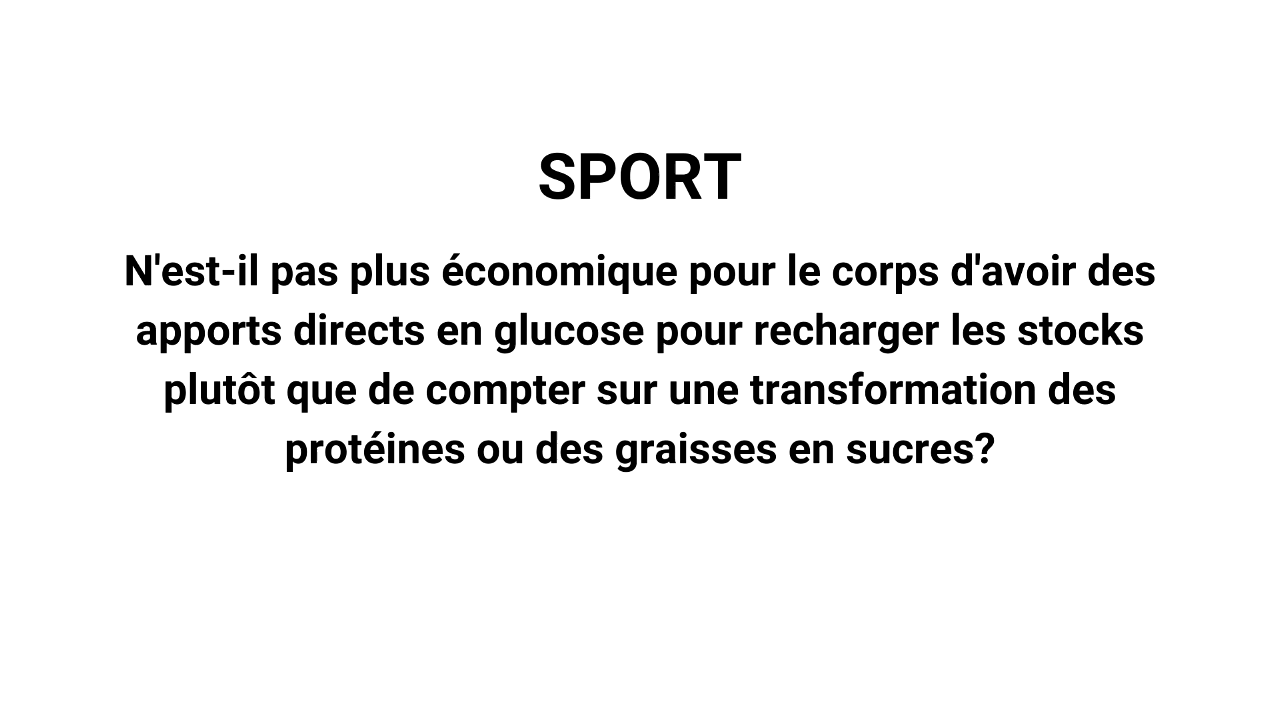 SPORT
N'est-il pas plus économique pour le corps d'avoir des
apports directs en glucose pour recharger les stocks
plutôt que de compter sur une transformation des
protéines ou des graisses en sucres?